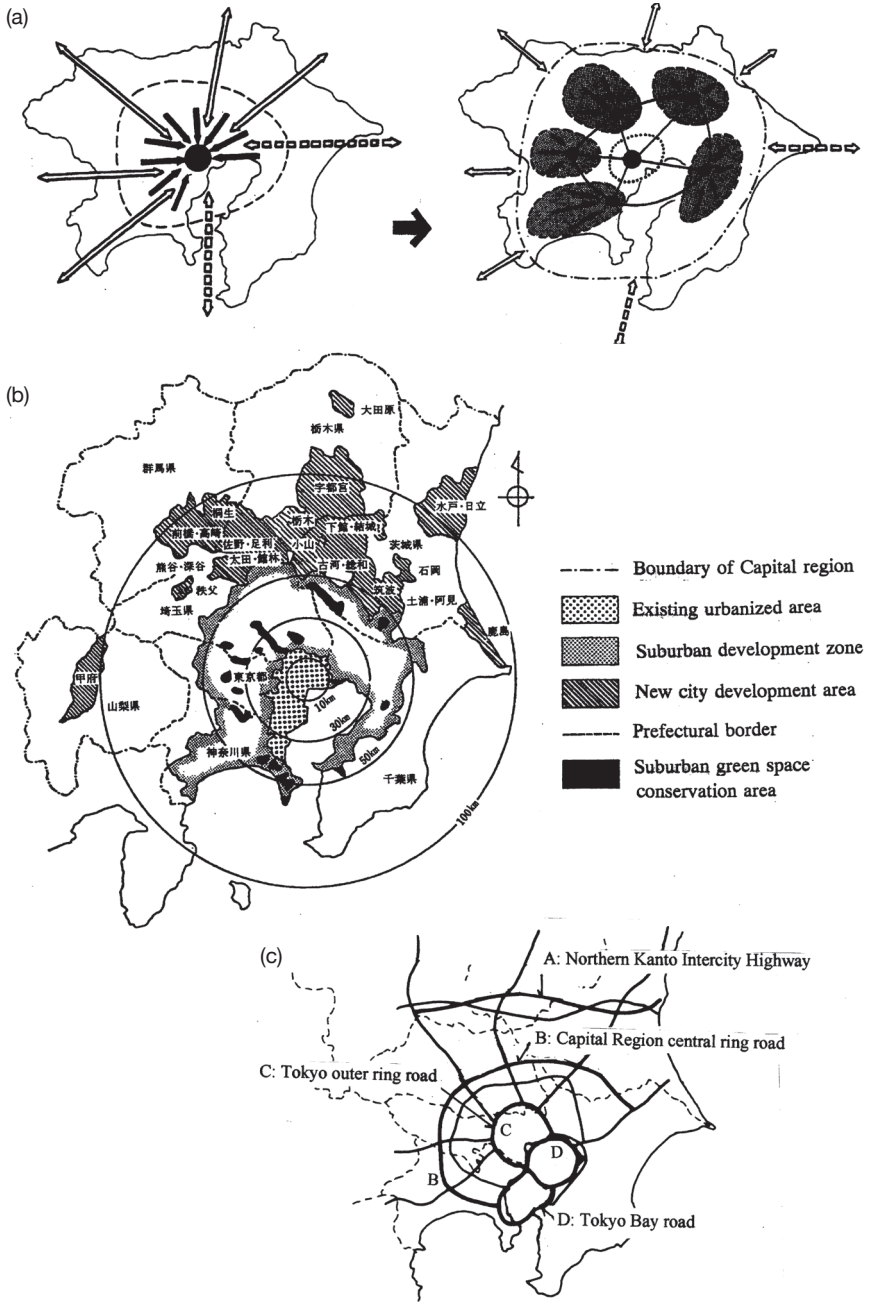 (a)
(b)
大田原
栃木県
群馬県
宇都宮
水戸・日立
桐生
栃木
前橋・高崎
下館・結城
佐野・足利
小山
茨城県
太田・館林
古河・総和
石岡
熊谷・深谷
秩父
筑波
土浦・阿見
埼玉県
鹿島
甲府
東京都
山梨県
10km
30km
神奈川県
50km
千葉県
100km
Boundary of Capital region
Existing urbanized area
Suburban development zone
New city development area
Prefectural border
Suburban green space
conservation area
(c)
A: Northern Kanto Intercity Highway
B: Capital Region central ring road
C: Tokyo outer ring road
C
D
B
D: Tokyo Bay road